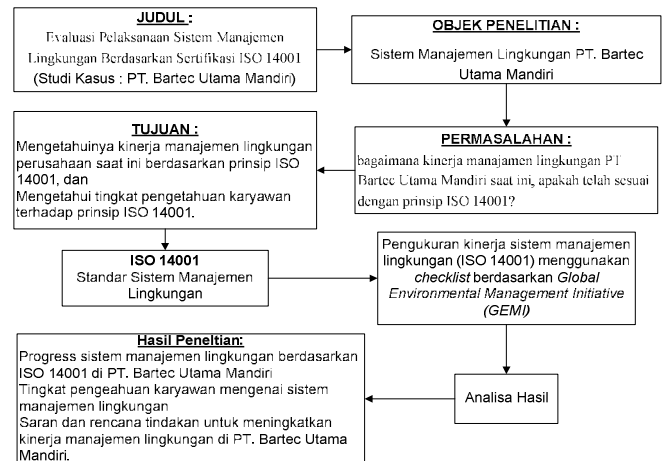 JUDUL :
Evaluasi Pelaksanaan Sistem Manajemen
Lingkungan Berdasarkan Sertifikasi ISO 14001
(Studi Kasus : PT. Bartec Utama Mandiri)
OBJEK PENELITIAN :
Sistem Manajemen Lingkungan PT. Bartec
Utama Mandiri
PERMASALAHAN :
bagaimana kinerja manajamen lingkungan PT
Bartec Utama Mandiri saat ini, apakah telah sesuai
dengan prinsip ISO 14001?
TUJUAN :
Mengetahuinya kinerja manajemen lingkungan
perusahaan saat ini berdasarkan prinsip ISO
14001, dan
Mengetahui tingkat pengetahuan karyawan
terhadap prinsip ISO 14001.
ISO 14001
Standar Sistem Manajemen
Lingkungan
Pengukuran kinerja sistem manajemen
lingkungan (ISO 14001) menggunakan
checklist berdasarkan Global
Environmental Management Initiative
(GEMI)
Analisa Hasil
Hasil Peneltian:
Progress sistem manajemen lingkungan berdasarkan
ISO 14001 di PT. Bartec Utama Mandiri
Tingkat pengeahuan karyawan mengenai sistem
manajemen lingkungan
Saran dan rencana tindakan untuk meningkatkan
kinerja manajemen lingkungan di PT. Bartec Utama
Mandiri.